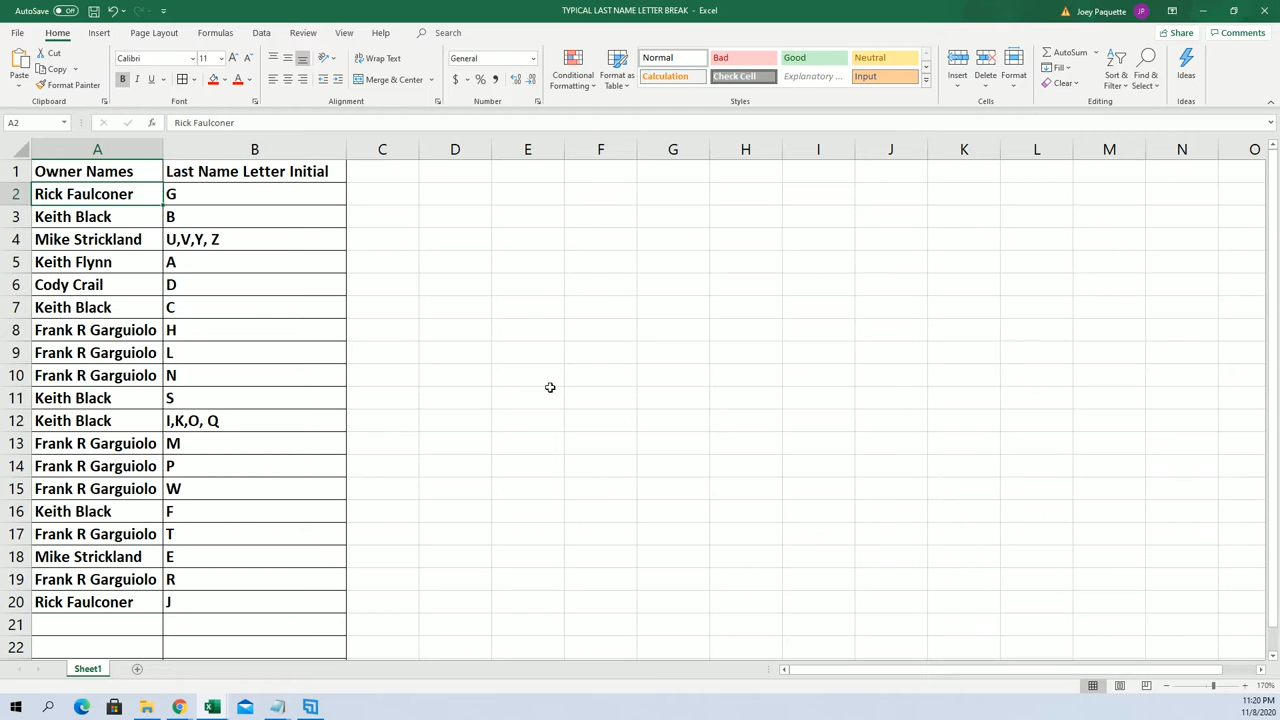 AutoSave Off
TYPICAL LAST NAME LETTER BREAK - Excel
Joey Paquette JP
File Home Insert Page Layout Formulas Data Review View Help Search
Share Comments
Paste
Cut
Copy
Format Painter
Clipboard
Calibri 11 A A
B I U A
Font
Wrap Text
Merge & Center
Alignment
General
$ % ,
Number
Conditional Formatting
Format as Table
Normal Bad Good Neutral
Calculation Check Cell Explanatory ... Input
Styles
Insert Delete Format
Cells
AutoSum
Fill
Clear
Sort & Filter
Find & Select
Editing
Ideas
Ideas
A2 fx Rick Faulconer
A B C D E F G H I J K L M N O
1 Owner Names Last Name Letter Initial
2 Rick Faulconer G
3 Keith Black B
4 Mike Strickland U,V,Y, Z
5 Keith Flynn A
6 Cody Crail D
7 Keith Black C
8 Frank R Garguiolo H
9 Frank R Garguiolo L
10 Frank R Garguiolo N
11 Keith Black S
12 Keith Black I,K,O, Q
13 Frank R Garguiolo M
14 Frank R Garguiolo P
15 Frank R Garguiolo W
16 Keith Black F
17 Frank R Garguiolo T
18 Mike Strickland E
19 Frank R Garguiolo R
20 Rick Faulconer J
21
22
Sheet1
170%
11:20 PM
11/8/2020